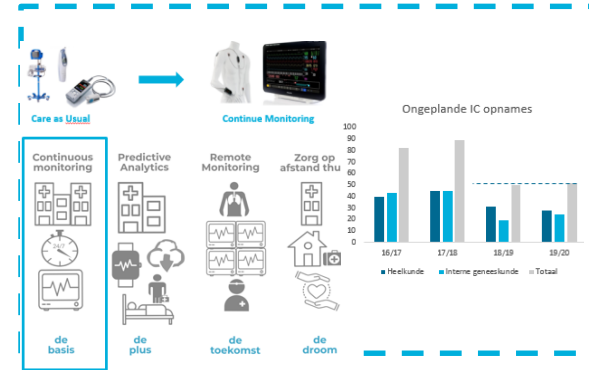 Care as Usual
Continue Monitoring
Continuous
monitoring
Predictive
Analytics
Remote
Monitoring
Zorg op
afstand thu
24/7
de
basis
de
plus
de
toekomst
de
droom
Ongeplande IC opnames
100
90
80
70
60
50
40
30
20
10
0
16/17
17/18
18/19
19/20
Heelkunde
Interne geneeskunde
Totaal